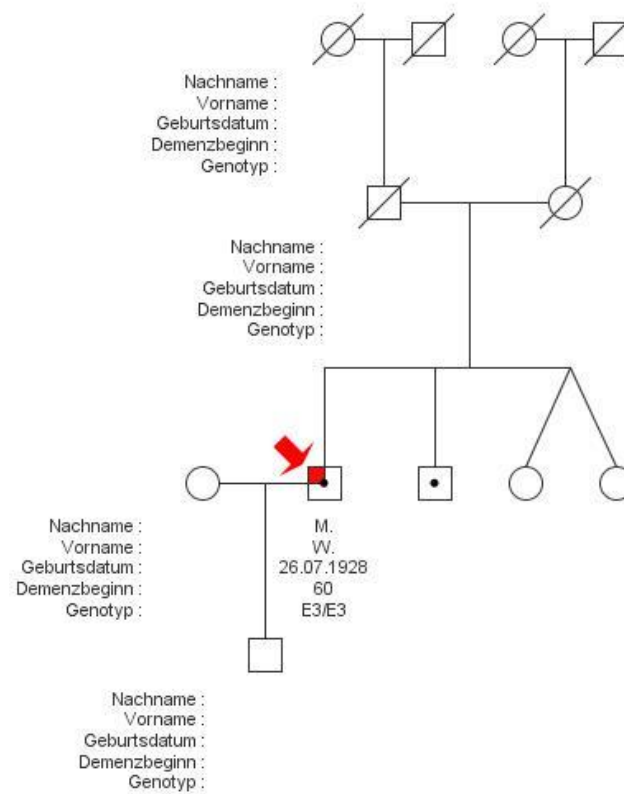 Nachname :
Vorname :
Geburtsdatum :
Demenzbeginn :
Genotyp :
Nachname :
Vorname :
Geburtsdatum :
Demenzbeginn :
Genotyp :
Nachname : M.
Vorname : W.
Geburtsdatum : 26.07.1928
Demenzbeginn : 60
Genotyp : E3/E3
Nachname :
Vorname :
Geburtsdatum :
Demenzbeginn :
Genotyp :